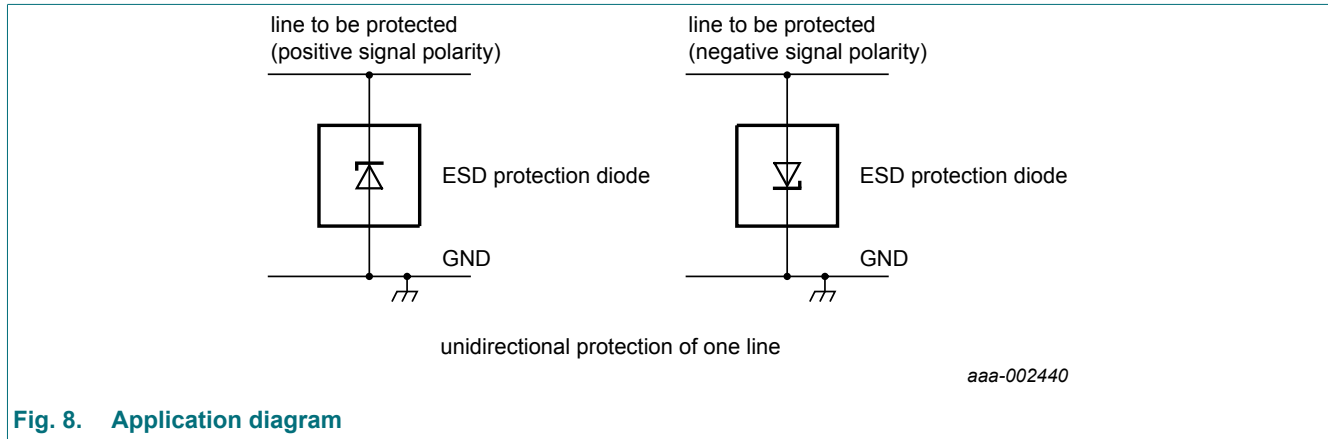 line to be protected
(positive signal polarity)
ESD protection diode
GND
line to be protected
(negative signal polarity)
ESD protection diode
GND
unidirectional protection of one line
aaa-002440
Fig. 8. Application diagram